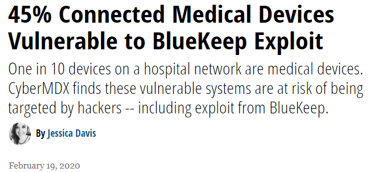 45% Connected Medical Devices
Vulnerable to BlueKeep Exploit
One in 10 devices on a hospital network are medical devices.
CyberMDX finds these vulnerable systems are at risk of being
targeted by hackers -- including exploit from BlueKeep.
By Jessica Davis
February 19, 2020